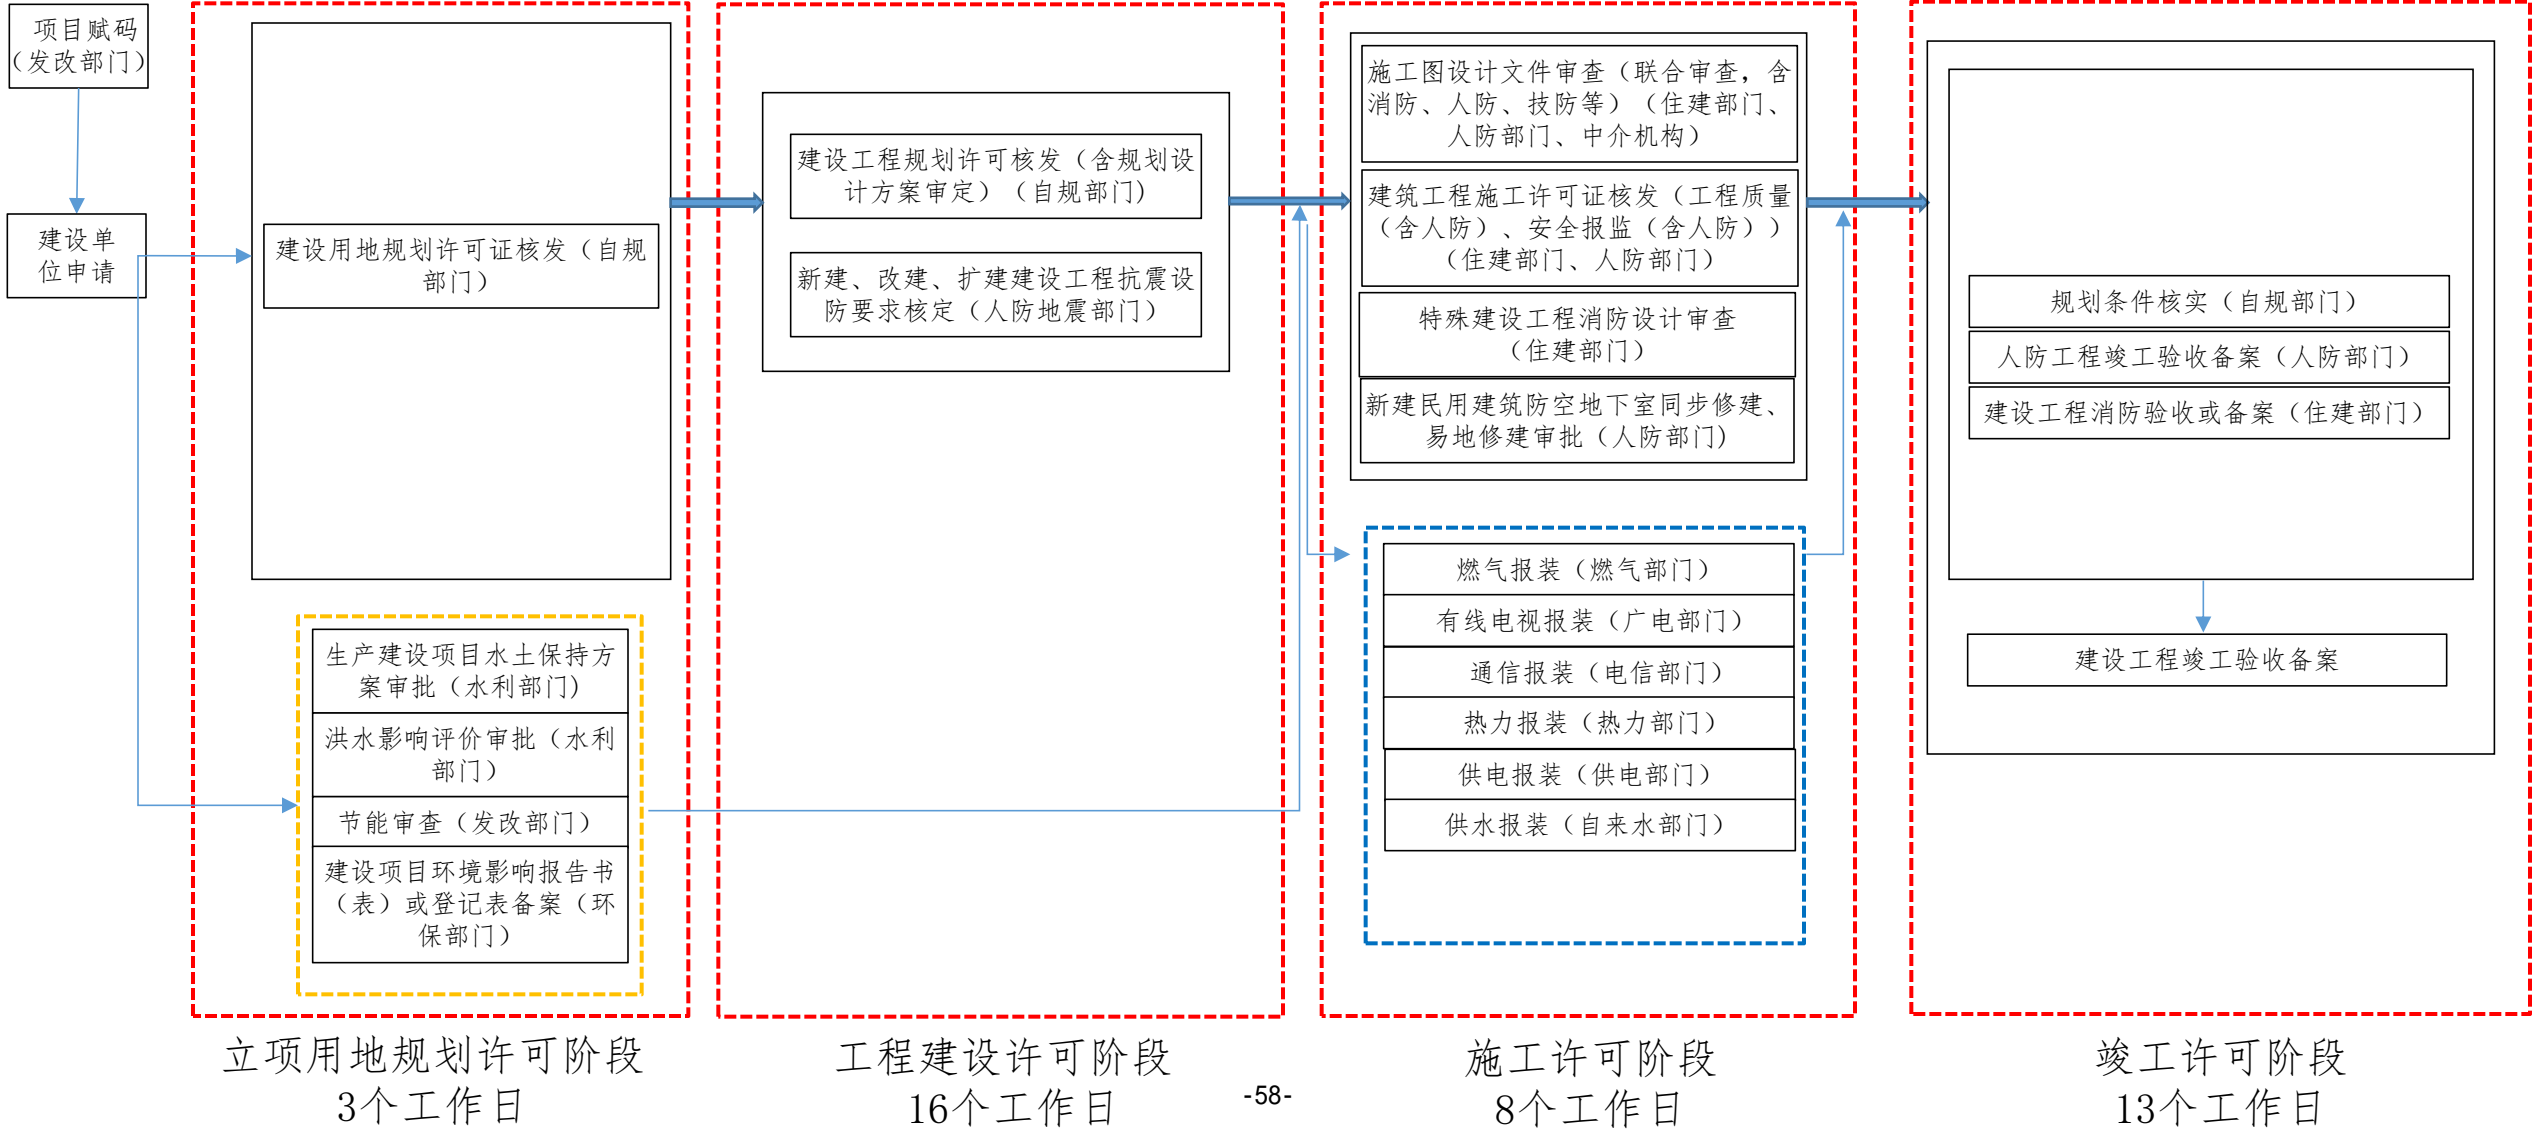 项目赋码
（发改部门）
建设单
位申请
建设用地规划许可证核发（自规
部门）
生产建设项目水土保持方
案审批（水利部门）
洪水影响评价审批（水利
部门）
节能审查（发改部门）
建设项目环境影响报告书
（表）或登记表备案（环
保部门）
立项用地规划许可阶段
3个工作日
建设工程规划许可核发（含规划设
计方案审定）（自规部门）
新建、改建、扩建建设工程抗震设
防要求核定（人防地震部门）
工程建设许可阶段
16个工作日
施工图设计文件审查（联合审查，含
消防、人防、技防等）（住建部门、
人防部门、中介机构）
建筑工程施工许可证核发（工程质量
（含人防）、安全报监（含人防））
（住建部门、人防部门）
特殊建设工程消防设计审查
（住建部门）
新建民用建筑防空地下室同步修建、
易地修建审批（人防部门）
燃气报装（燃气部门）
有线电视报装（广电部门）
通信报装（电信部门）
热力报装（热力部门）
供电报装（供电部门）
供水报装（自来水部门）
施工许可阶段
8个工作日
规划条件核实（自规部门）
人防工程竣工验收备案（人防部门）
建设工程消防验收或备案（住建部门）
建设工程竣工验收备案
竣工许可阶段
13个工作日
-58-